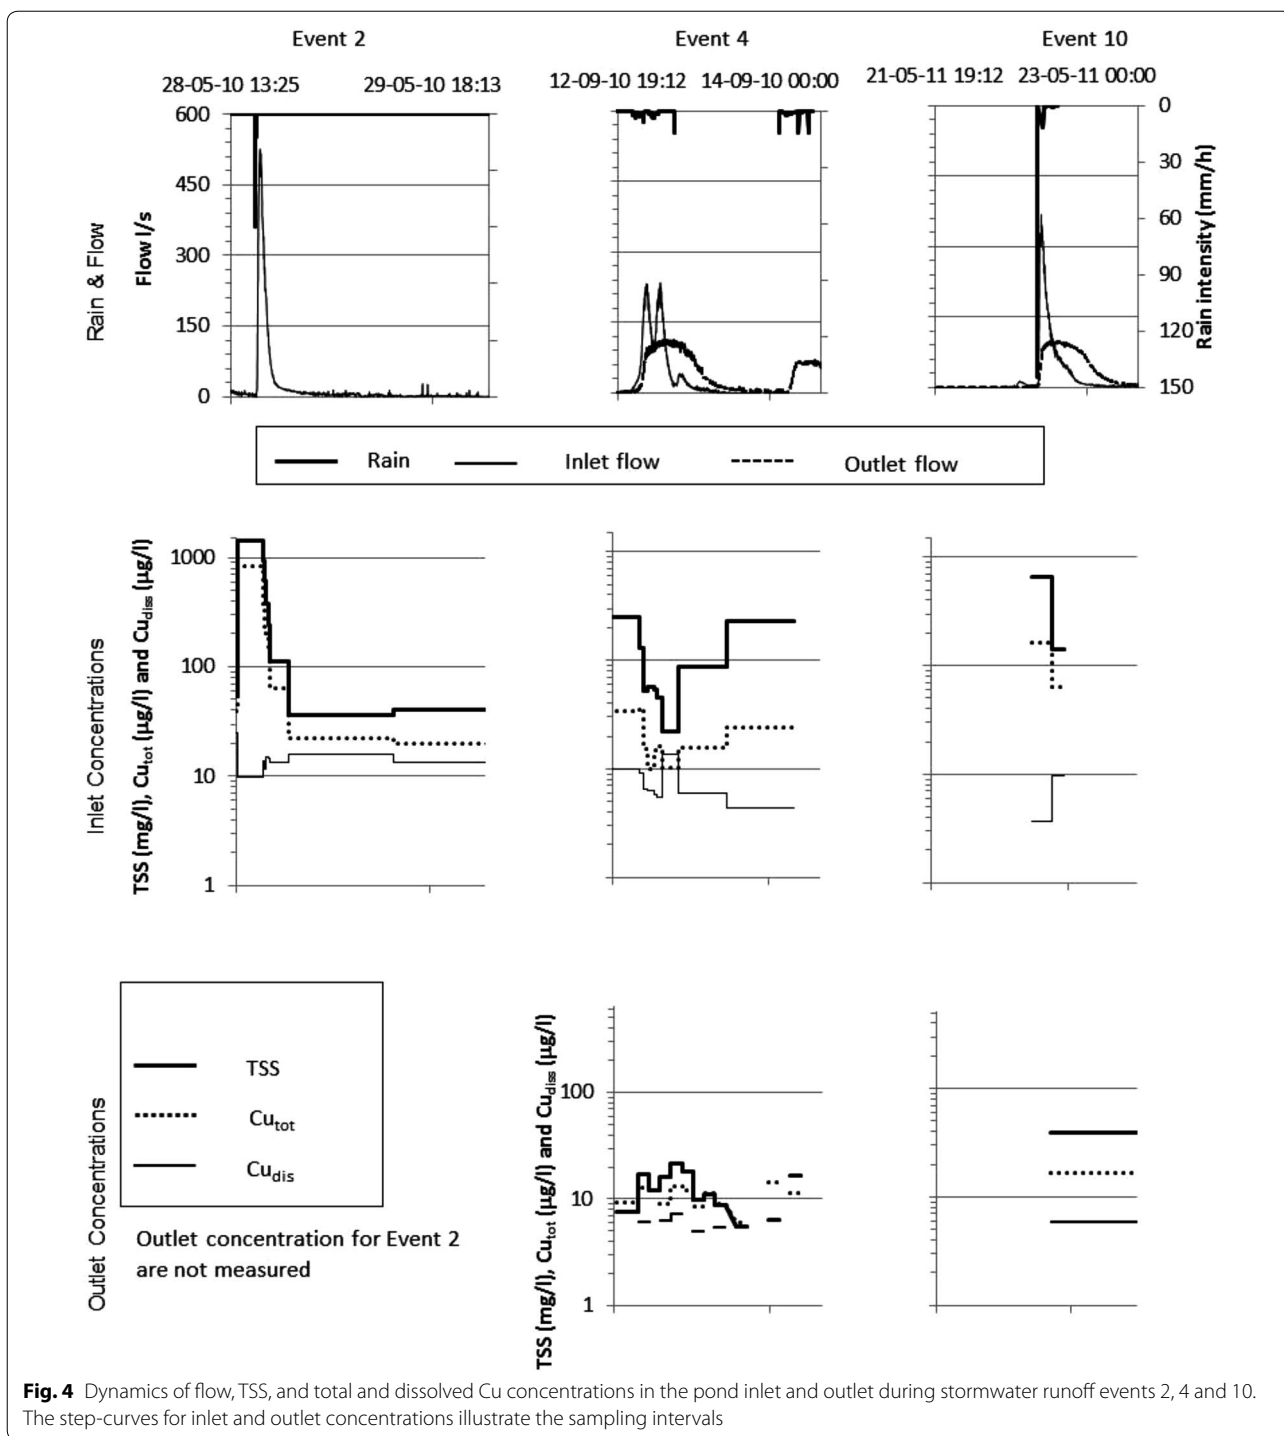 Event 2
Event 4
Event 10
28-05-10 13:25
29-05-10 18:13
12-09-10 19:12
14-09-10 00:00
21-05-11 19:12
23-05-11 00:00
Rain & Flow
Flow l/s
600
450
300
150
0
0
30
60
90
120
150
Rain intensity (mm/h)
Rain
Inlet flow
Outlet flow
Inlet Concentrations
TSS (mg/l), Cutot (µg/l) and Cudiss (µg/l)
1000
100
10
1
Outlet Concentrations
TSS
Cutot
Cudis
Outlet concentration for Event 2
are not measured
TSS (mg/l), Cutot (µg/l) and Cudiss (µg/l)
100
10
1
Fig. 4 Dynamics of flow, TSS, and total and dissolved Cu concentrations in the pond inlet and outlet during stormwater runoff events 2, 4 and 10.
The step-curves for inlet and outlet concentrations illustrate the sampling intervals